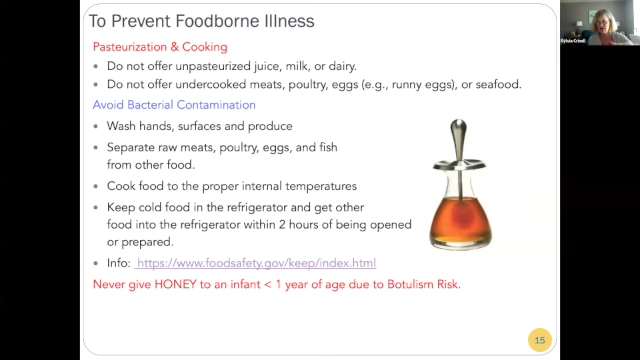 To Prevent Foodborne Illness
Pasteurization & Cooking
• Do not offer unpasteurized juice, milk, or dairy.
• Do not offer undercooked meats, poultry, eggs (e.g., runny eggs), or seafood.
Avoid Bacterial Contamination
• Wash hands, surfaces and produce
• Separate raw meats, poultry, eggs, and fish
from other food.
• Cook food to the proper internal temperatures
• Keep cold food in the refrigerator and get other
food into the refrigerator within 2 hours of being opened
or prepared.
• Info: https://www.foodsafety.gov/keep/index.html
Never give HONEY to an infant < 1 year of age due to Botulism Risk.
15